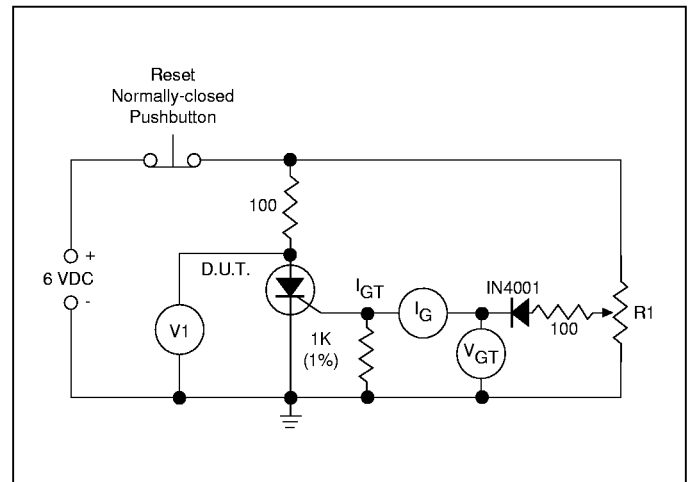 Reset
Normally-closed
Pushbutton
100
+
6 VDC
-
D.U.T.
V1
IGT
IG
1K
(1%)
IN4001
100
R1
VGT